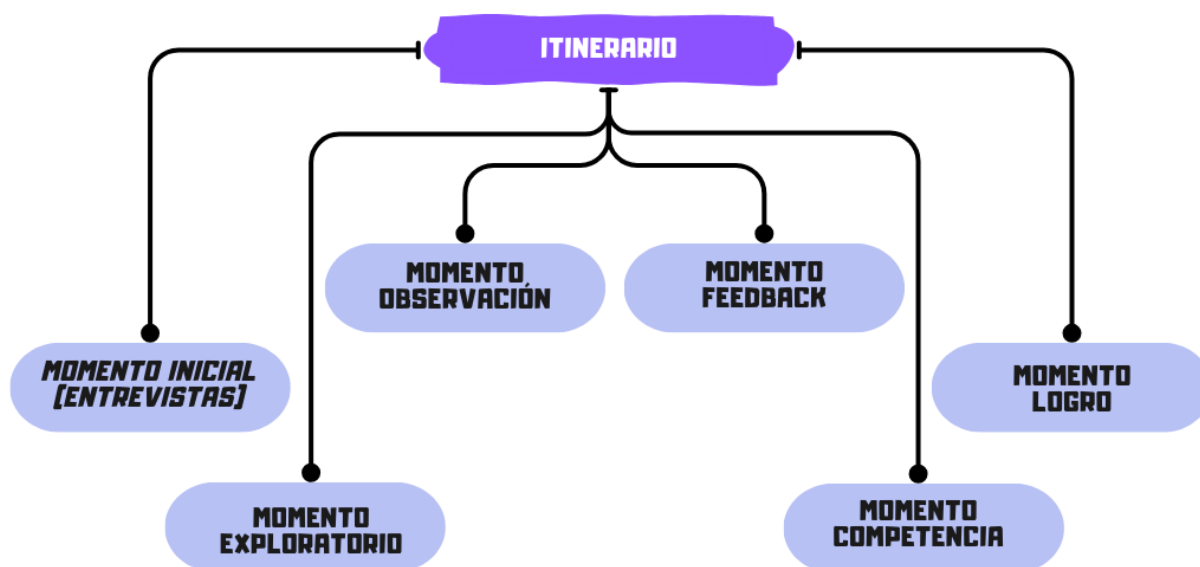 ITINERARIO
MOMENTO
OBSERVACIÓN
MOMENTO
FEEDBACK
MOMENTO INICIAL
[ENTREVISTAS]
MOMENTO
LOGRO
MOMENTO
EXPLORATORIO
MOMENTO
COMPETENCIA